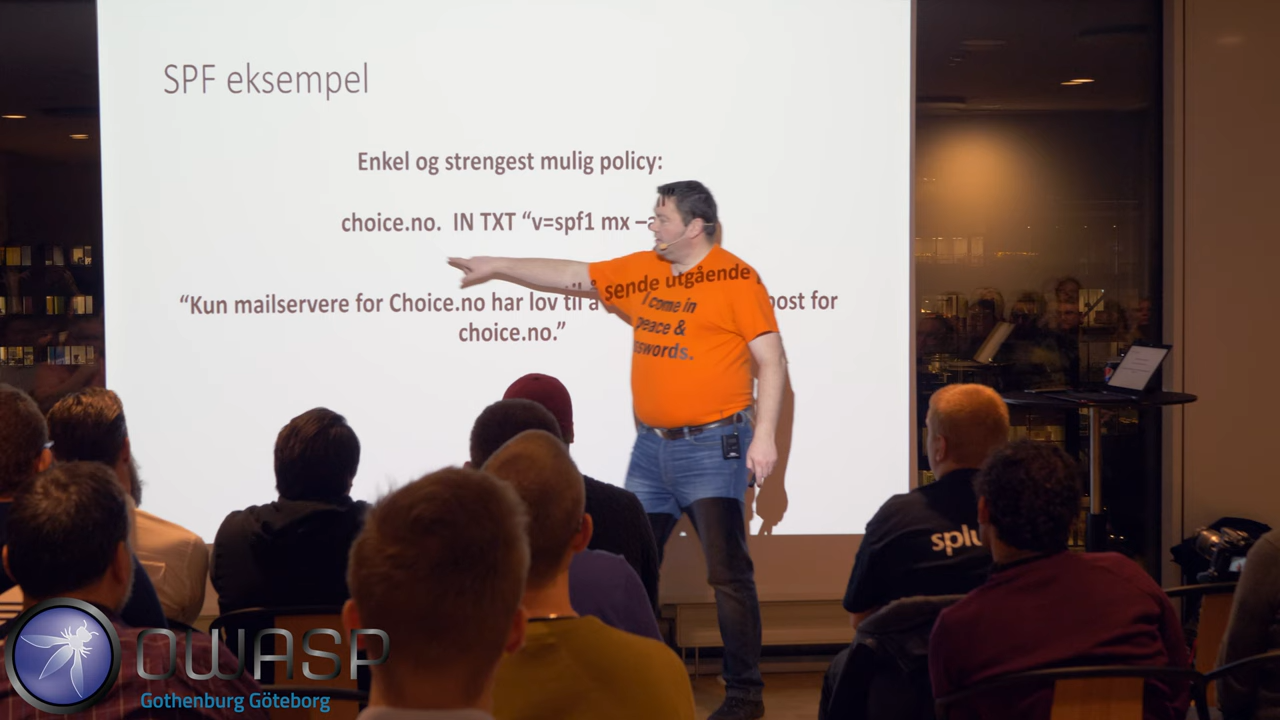 SPF eksempel
Enkel og strengest mulig policy:
choice.no. IN TXT “v=spf1 mx –a
“Kun mailservere for Choice.no har lov til å sende utgående post for
choice.no.”
I come in
peace &
swords.
splu
OWASP
Gothenburg Göteborg